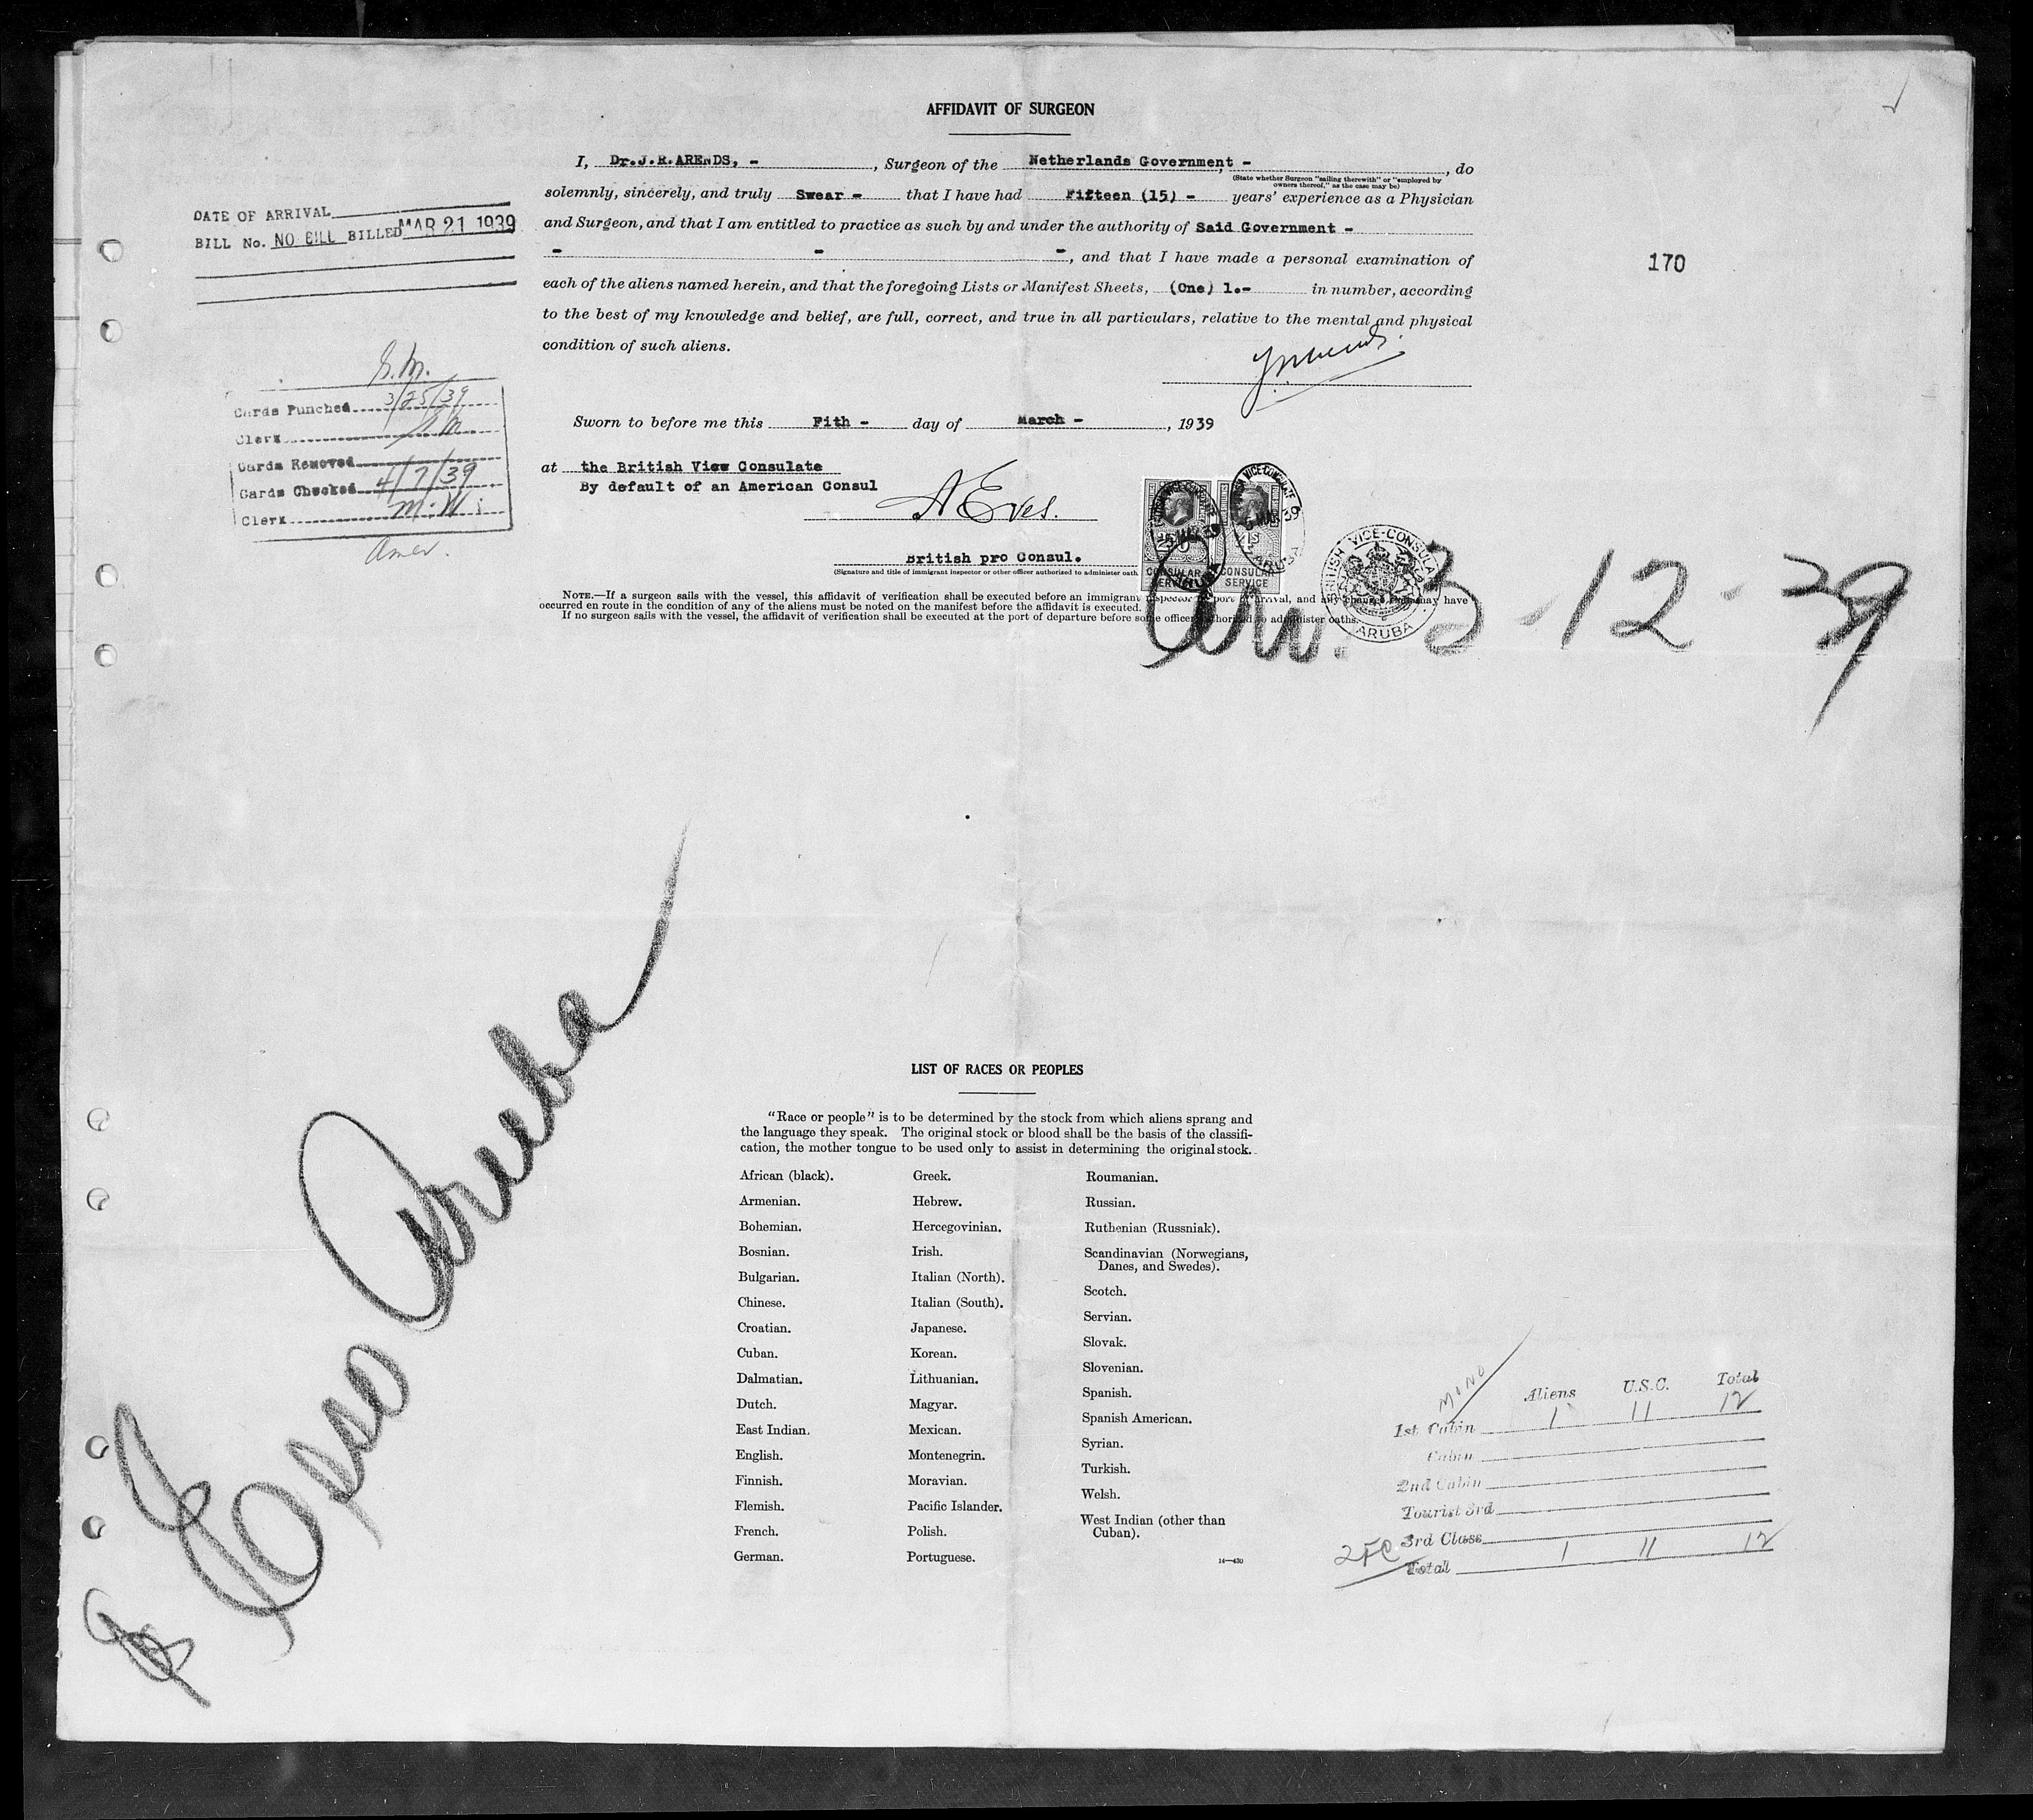 AFFIDAVIT OF SURGEON
I, Dr.J.R.ARENDS, - , Surgeon of the Netherlands Government - , do
(State whether Surgeon "sailing therewith" or "employed by
owners thereof," as the case may be)
solemnly, sincerely, and truly Swear - that I have had Fifteen (15) - years' experience as a Physician
and Surgeon, and that I am entitled to practice as such by and under the authority of Said Government -
- - -, and that I have made a personal examination of
each of the aliens named herein, and that the foregoing Lists or Manifest Sheets, (One) 1.- in number, according
to the best of my knowledge and belief, are full, correct, and true in all particulars, relative to the mental and physical
condition of such aliens.
Sworn to before me this Fith - day of March - , 1939
at the British View Consulate
By default of an American Consul
A Eves.
British pro Consul.
(Signature and title of immigrant inspector or other officer authorized to administer oath
NOTE.—If a surgeon sails with the vessel, this affidavit of verification shall be executed before an immigrant inspector port of arrival, and any changes may have
occurred en route in the condition of any of the aliens must be noted on the manifest before the affidavit is executed.
If no surgeon sails with the vessel, the affidavit of verification shall be executed at the port of departure before some officer authorized to administer oaths.
DATE OF ARRIVAL
BILL No. NO BILL BILLED MAR 21 1939
170
Cards Punched 3/25/39
Clerk
Cards Removed
Cards Checked 4/7/39
Clerk M.W.
Amer.
CONSULAR SERVICE
4s
CONSULAR SERVICE
VICE-CONSULATE
5 MAR 39
ARUBA
BRITISH VICE-CONSULATE
ARUBA
Arr. 3-12-39
Esso Aruba
LIST OF RACES OR PEOPLES
"Race or people" is to be determined by the stock from which aliens sprang and
the language they speak. The original stock or blood shall be the basis of the classifi-
cation, the mother tongue to be used only to assist in determining the original stock.
African (black).
Armenian.
Bohemian.
Bosnian.
Bulgarian.
Chinese.
Croatian.
Cuban.
Dalmatian.
Dutch.
East Indian.
English.
Finnish.
Flemish.
French.
German.
Greek.
Hebrew.
Hercegovinian.
Irish.
Italian (North).
Italian (South).
Japanese.
Korean.
Lithuanian.
Magyar.
Mexican.
Montenegrin.
Moravian.
Pacific Islander.
Polish.
Portuguese.
Roumanian.
Russian.
Ruthenian (Russniak).
Scandinavian (Norwegians,
Danes, and Swedes).
Scotch.
Servian.
Slovak.
Slovenian.
Spanish.
Spanish American.
Syrian.
Turkish.
Welsh.
West Indian (other than
Cuban).
14—430
MONO
Aliens U.S.C. Total
1st Cabin 1 11 12
Cabin
2nd Cabin
Tourist 3rd
3rd Class
2FC
Total 1 11 12